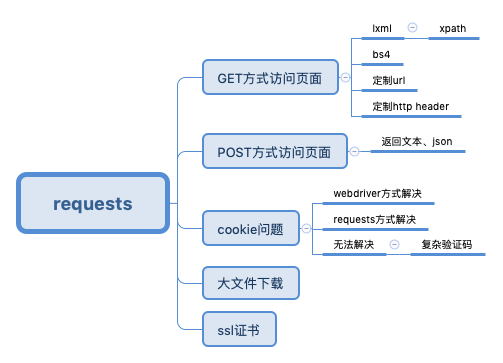 requests
GET方式访问页面
lxml
xpath
bs4
定制url
定制http header
POST方式访问页面
返回文本、json
cookie问题
webdriver方式解决
requests方式解决
无法解决
复杂验证码
大文件下载
ssl证书